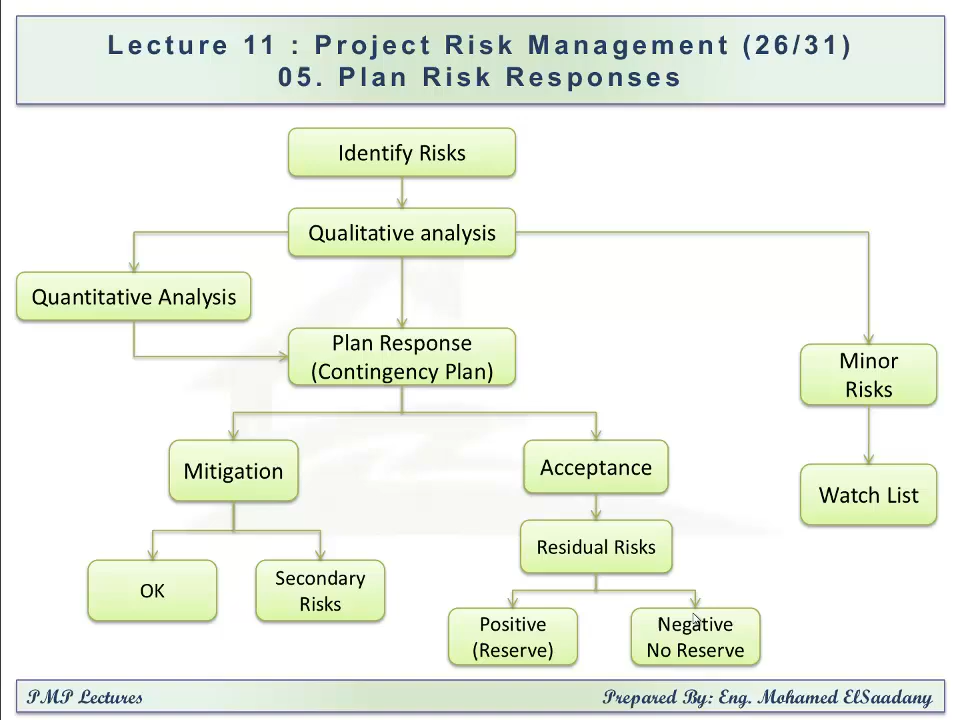 Lecture 11 : Project Risk Management (26/31)
05. Plan Risk Responses
Identify Risks
Qualitative analysis
Quantitative Analysis
Plan Response
(Contingency Plan)
Minor
Risks
Mitigation
Acceptance
Watch List
Residual Risks
OK
Secondary
Risks
Positive
(Reserve)
Negative
No Reserve
PMP Lectures
Prepared By: Eng. Mohamed ElSaadany